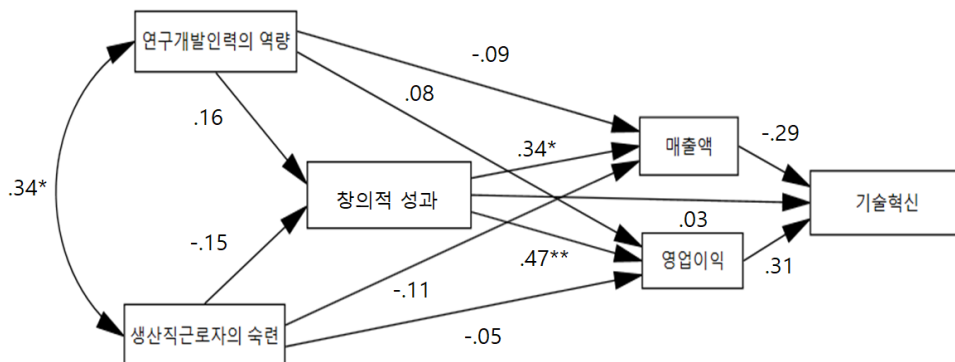 연구개발인력의 역량
-.09
.08
.16
매출액
-.29
.34*
.34*
창의적 성과
기술혁신
.03
-.15
.47**
영업이익
.31
-.11
생산직근로자의 숙련
-.05